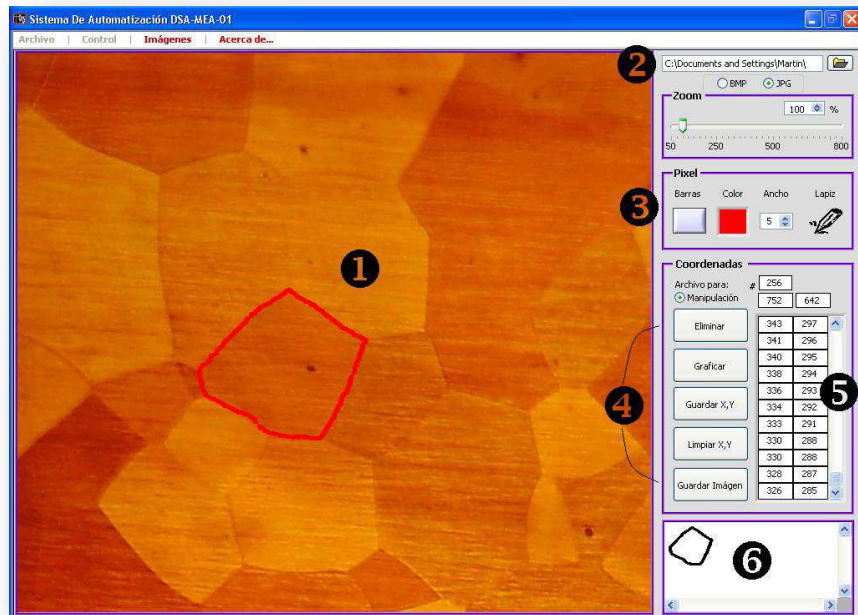 Sistema De Automatización DSA-MEA-01
Archivo | Control | Imágenes | Acerca de...
1
2
C:\Documents and Settings\Martin\
BMP JPG
Zoom
100 %
50 250 500 800
3
Pixel
Barras Color Ancho Lapiz
5
Coordenadas
Archivo para: # 256
Manipulación 752 642
4
Eliminar
Graficar
Guardar X,Y
Limpiar X,Y
Guardar Imágen
343 297
341 296
340 295
338 294
336 293
334 292
333 291
330 288
330 288
328 287
326 285
5
6